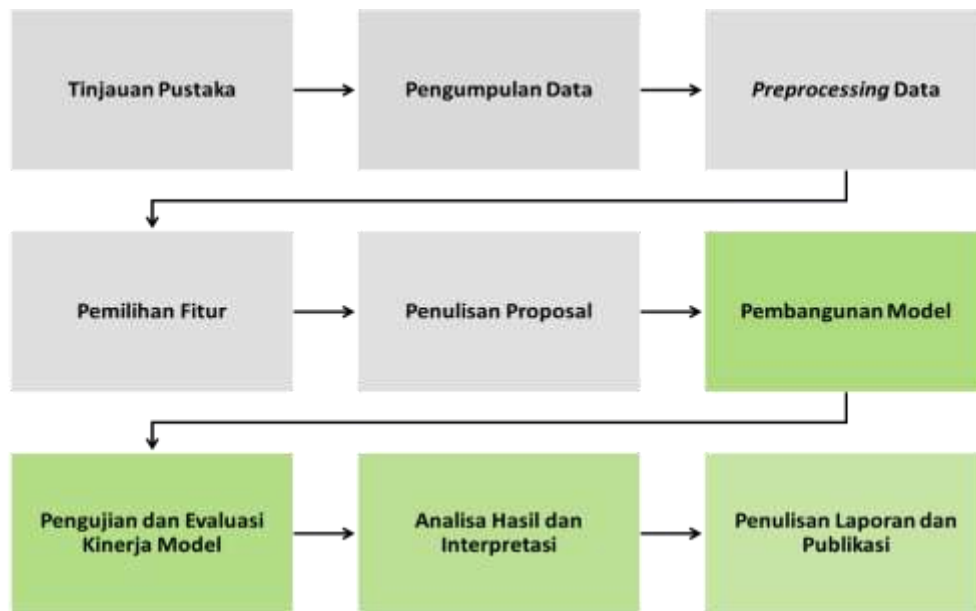 Tinjauan Pustaka
Pengumpulan Data
Preprocessing Data
Pemilihan Fitur
Penulisan Proposal
Pembangunan Model
Pengujian dan Evaluasi
Kinerja Model
Analisa Hasil dan
Interpretasi
Penulisan Laporan dan
Publikasi